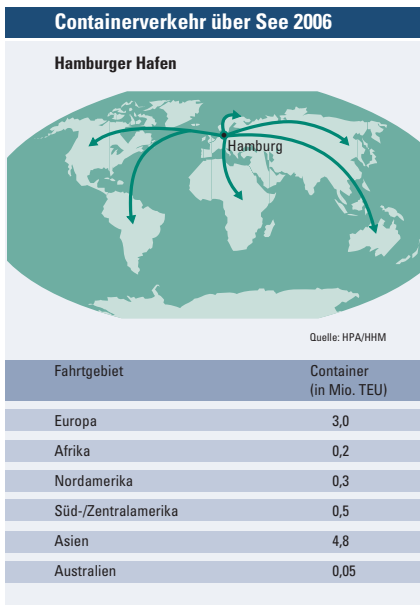 Containerverkehr über See 2006
Hamburger Hafen
Hamburg
Quelle: HPA/HHM
Fahrtgebiet Container
(in Mio. TEU)
Europa 3,0
Afrika 0,2
Nordamerika 0,3
Süd-/Zentralamerika 0,5
Asien 4,8
Australien 0,05